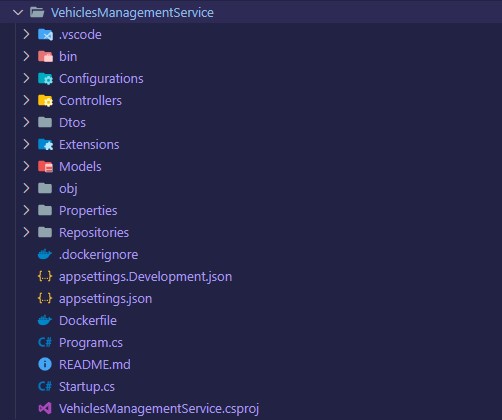 VehiclesManagementService
.vscode
bin
Configurations
Controllers
Dtos
Extensions
Models
obj
Properties
Repositories
.dockerignore
{..} appsettings.Development.json
{..} appsettings.json
Dockerfile
C# Program.cs
README.md
C# Startup.cs
VehiclesManagementService.csproj